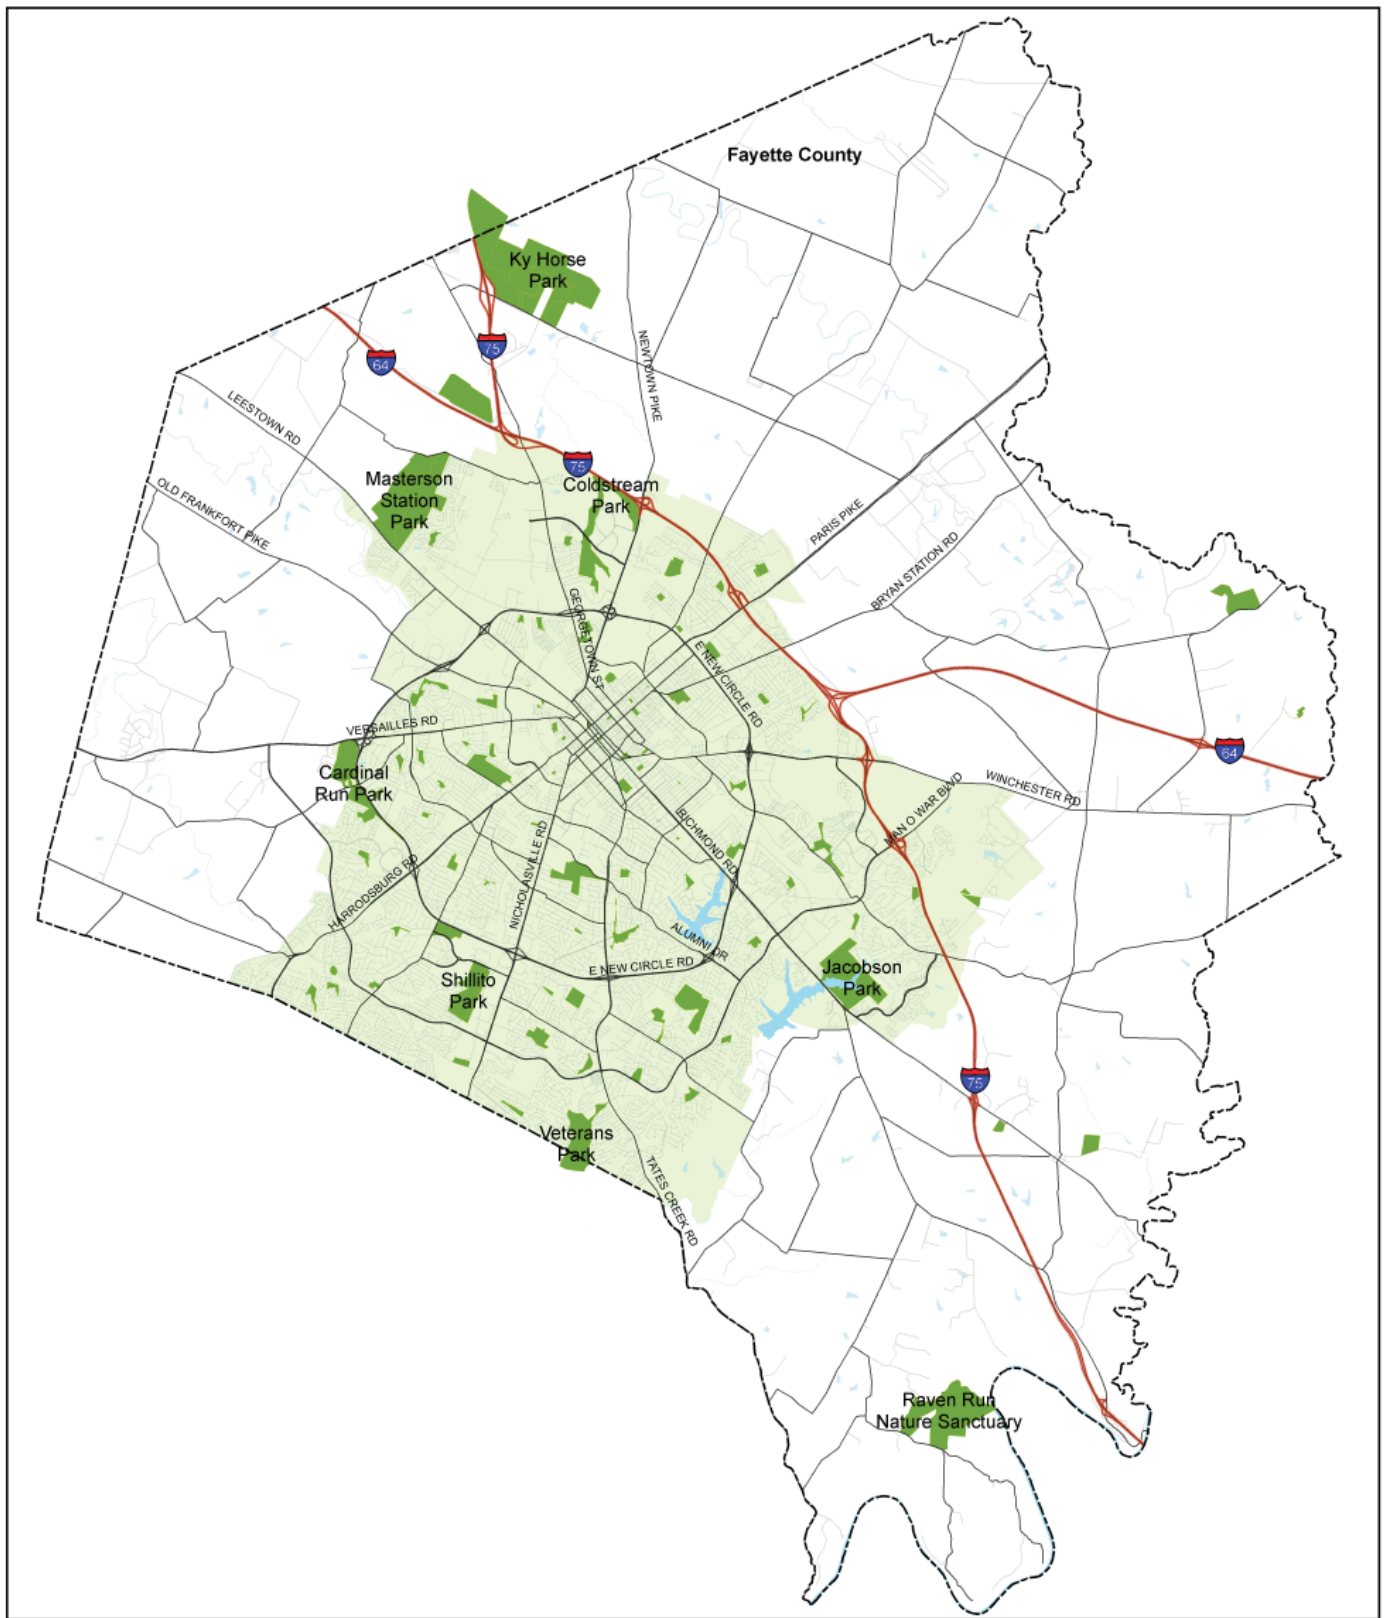 Fayette County
Ky Horse
Park
75
64
NEWTOWN PIKE
LEESTOWN RD
75
Masterson
Station
Park
Coldstream
Park
OLD FRANKFORT PIKE
PARIS PIKE
BRYAN STATION RD
GEORGETOWN ST
E NEW CIRCLE RD
VERSAILLES RD
64
Cardinal
Run Park
WINCHESTER RD
MAN O WAR BLVD
RICHMOND RD
NICHOLASVILLE RD
HARRODSBURG RD
ALUMNI DR
E NEW CIRCLE RD
Shillito
Park
Jacobson
Park
75
Veterans
Park
TATES CREEK RD
Raven Run
Nature Sanctuary